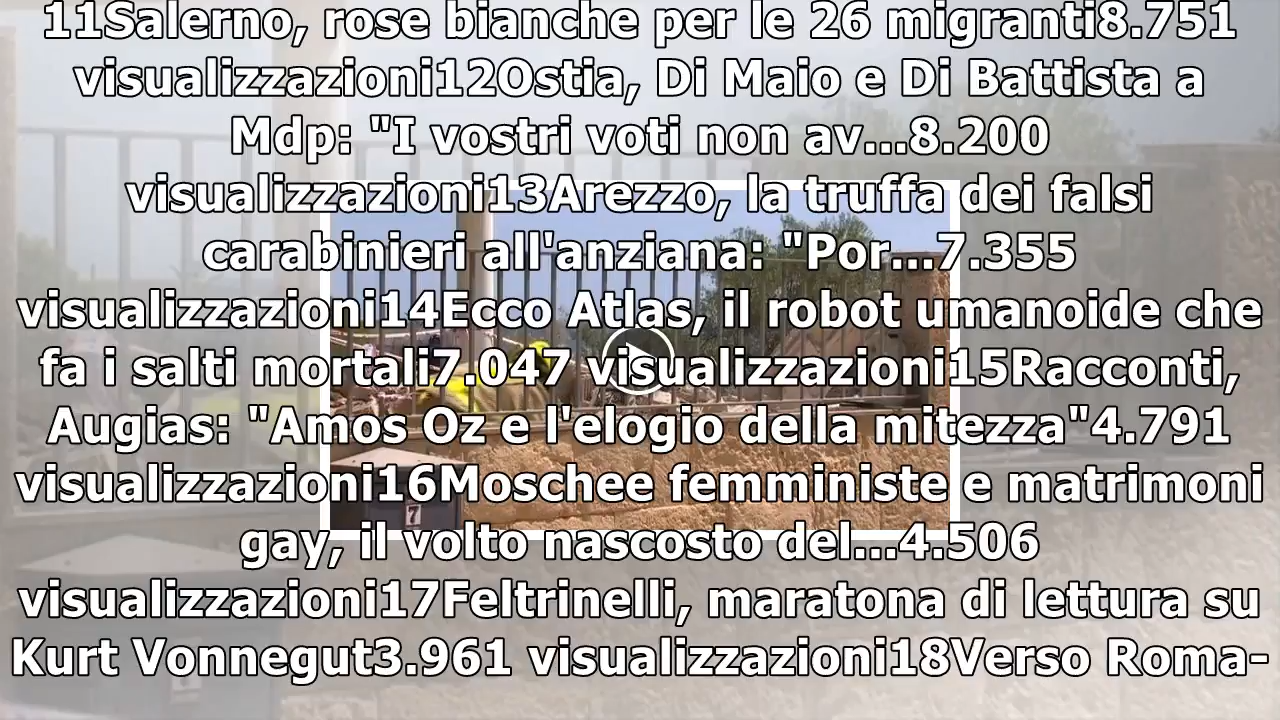 11Salerno, rose bianche per le 26 migranti8.751
visualizzazioni12Ostia, Di Maio e Di Battista a
Mdp: "I vostri voti non av...8.200
visualizzazioni13Arezzo, la truffa dei falsi
carabinieri all'anziana: "Por...7.355
visualizzazioni14Ecco Atlas, il robot umanoide che
fa i salti mortali7.047 visualizzazioni15Racconti,
Augias: "Amos Oz e l'elogio della mitezza"4.791
visualizzazioni16Moschee femministe e matrimoni
gay, il volto nascosto del...4.506
visualizzazioni17Feltrinelli, maratona di lettura su
Kurt Vonnegut3.961 visualizzazioni18Verso Roma-
7